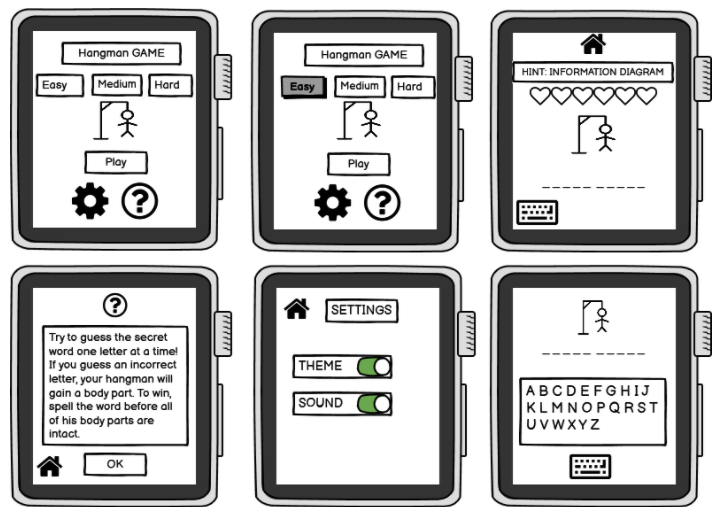 Hangman GAME
Easy Medium Hard
Play
?
Hangman GAME
Easy Medium Hard
Play
?
HINT: INFORMATION DIAGRAM
_ _ _ _ _ _ _ _ _ _
?
Try to guess the secret
word one letter at a time!
If you guess an incorrect
letter, your hangman will
gain a body part. To win,
spell the word before all
of his body parts are
intact.
OK
SETTINGS
THEME
SOUND
_ _ _ _ _ _ _ _ _ _
A B C D E F G H I J
K L M N O P Q R S T
U V W X Y Z